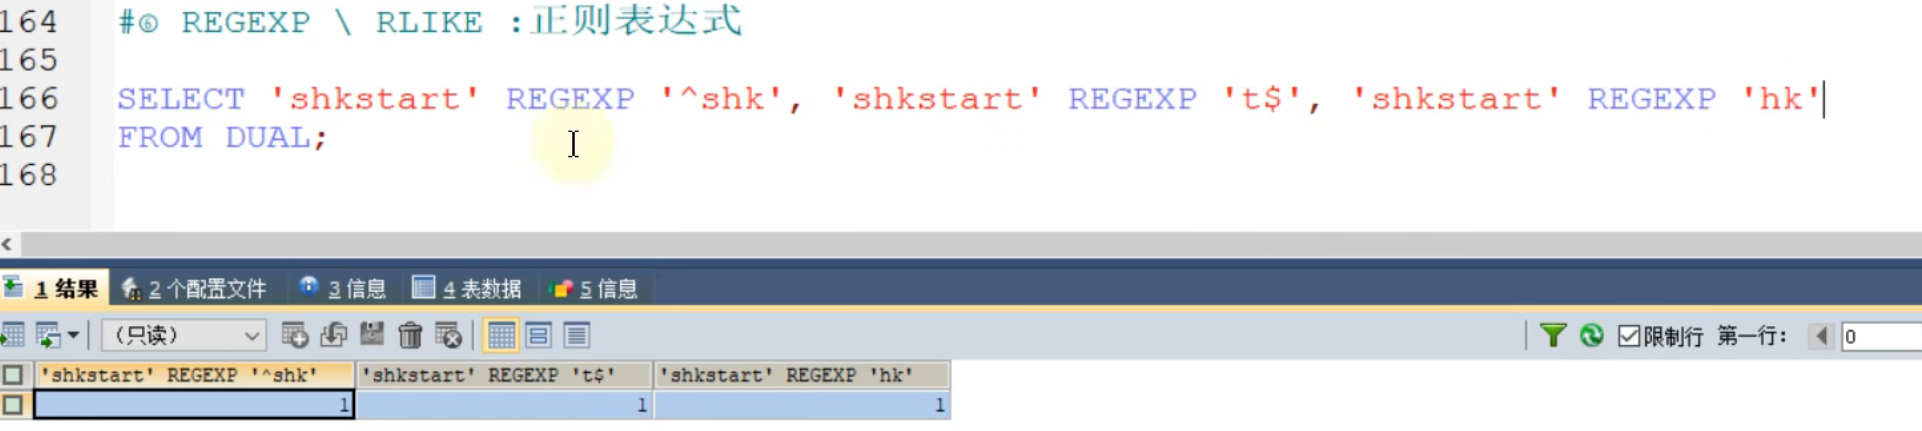 164 #⑥ REGEXP \ RLIKE :正则表达式
165
166 SELECT 'shkstart' REGEXP '^shk', 'shkstart' REGEXP 't$', 'shkstart' REGEXP 'hk'
167 FROM DUAL;
168
1 结果 2 个配置文件 3 信息 4 表数据 5 信息
（只读） 限制行 第一行: 0
'shkstart' REGEXP '^shk' 'shkstart' REGEXP 't$' 'shkstart' REGEXP 'hk'
1 1 1